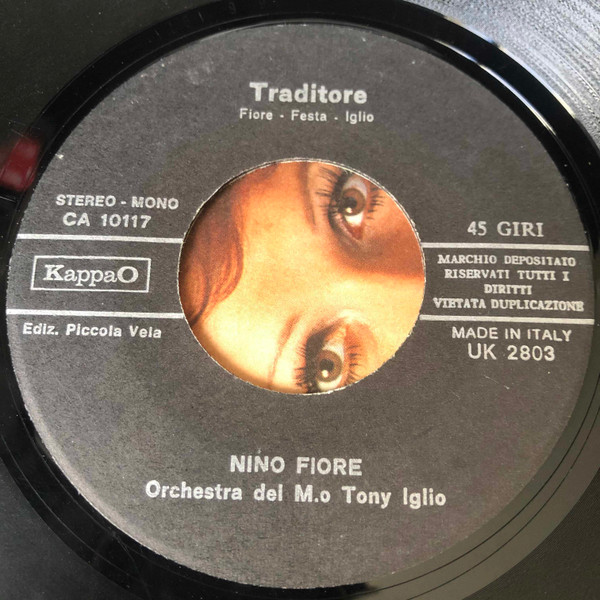 Traditore
Fiore - Festa - Iglio
STEREO - MONO
CA 10117
45 GIRI
KappaO
MARCHIO DEPOSITATO
RISERVATI TUTTI I
DIRITTI
VIETATA DUPLICAZIONE
Ediz. Piccola Vela
MADE IN ITALY
UK 2803
NINO FIORE
Orchestra del M.o Tony Iglio